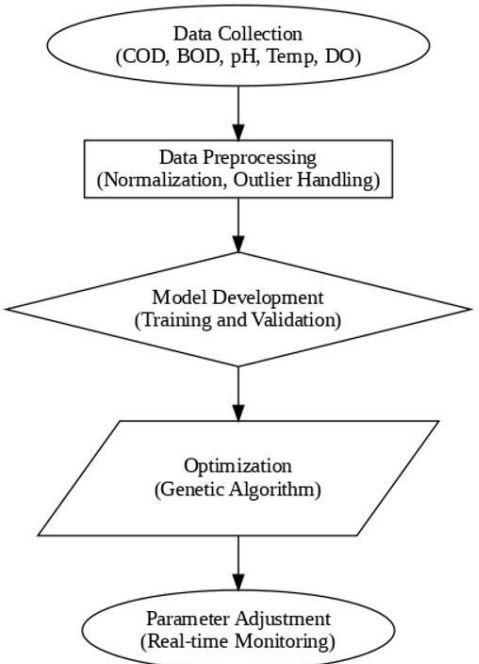 Data Collection
(COD, BOD, pH, Temp, DO)
Data Preprocessing
(Normalization, Outlier Handling)
Model Development
(Training and Validation)
Optimization
(Genetic Algorithm)
Parameter Adjustment
(Real-time Monitoring)